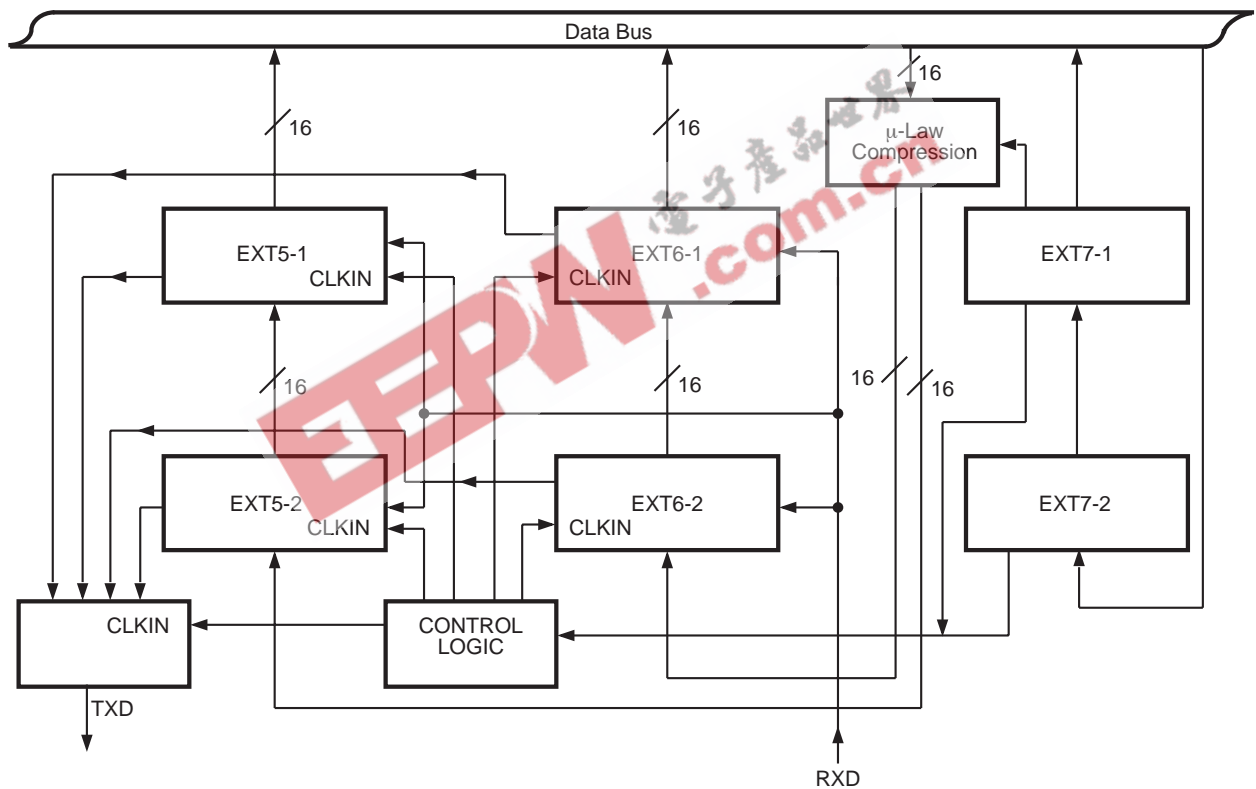 Data Bus
16
16
16
μ-Law
Compression
電子產品世界
.com.cn
EEPW
EXT5-1
CLKIN
EXT6-1
CLKIN
EXT7-1
16
16
16
16
EXT5-2
CLKIN
EXT6-2
CLKIN
EXT7-2
CLKIN
CONTROL
LOGIC
TXD
RXD